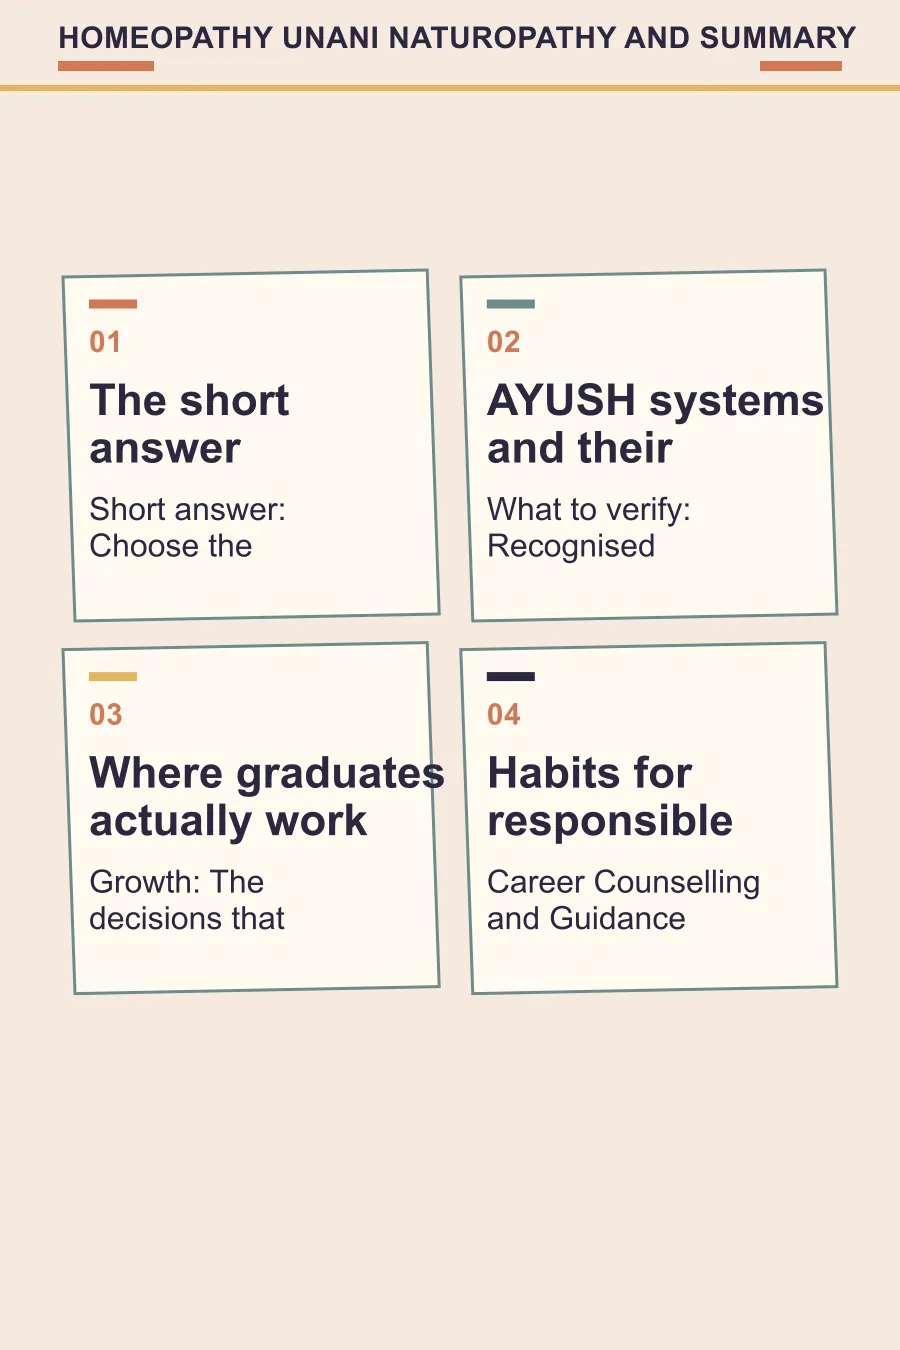 HOMEOPATHY UNANI NATUROPATHY AND SUMMARY
01
The short
answer
Short answer:
Choose the
02
AYUSH systems
and their
What to verify:
Recognised
03
Where graduates
actually work
Growth: The
decisions that
04
Habits for
responsible
Career Counselling
and Guidance